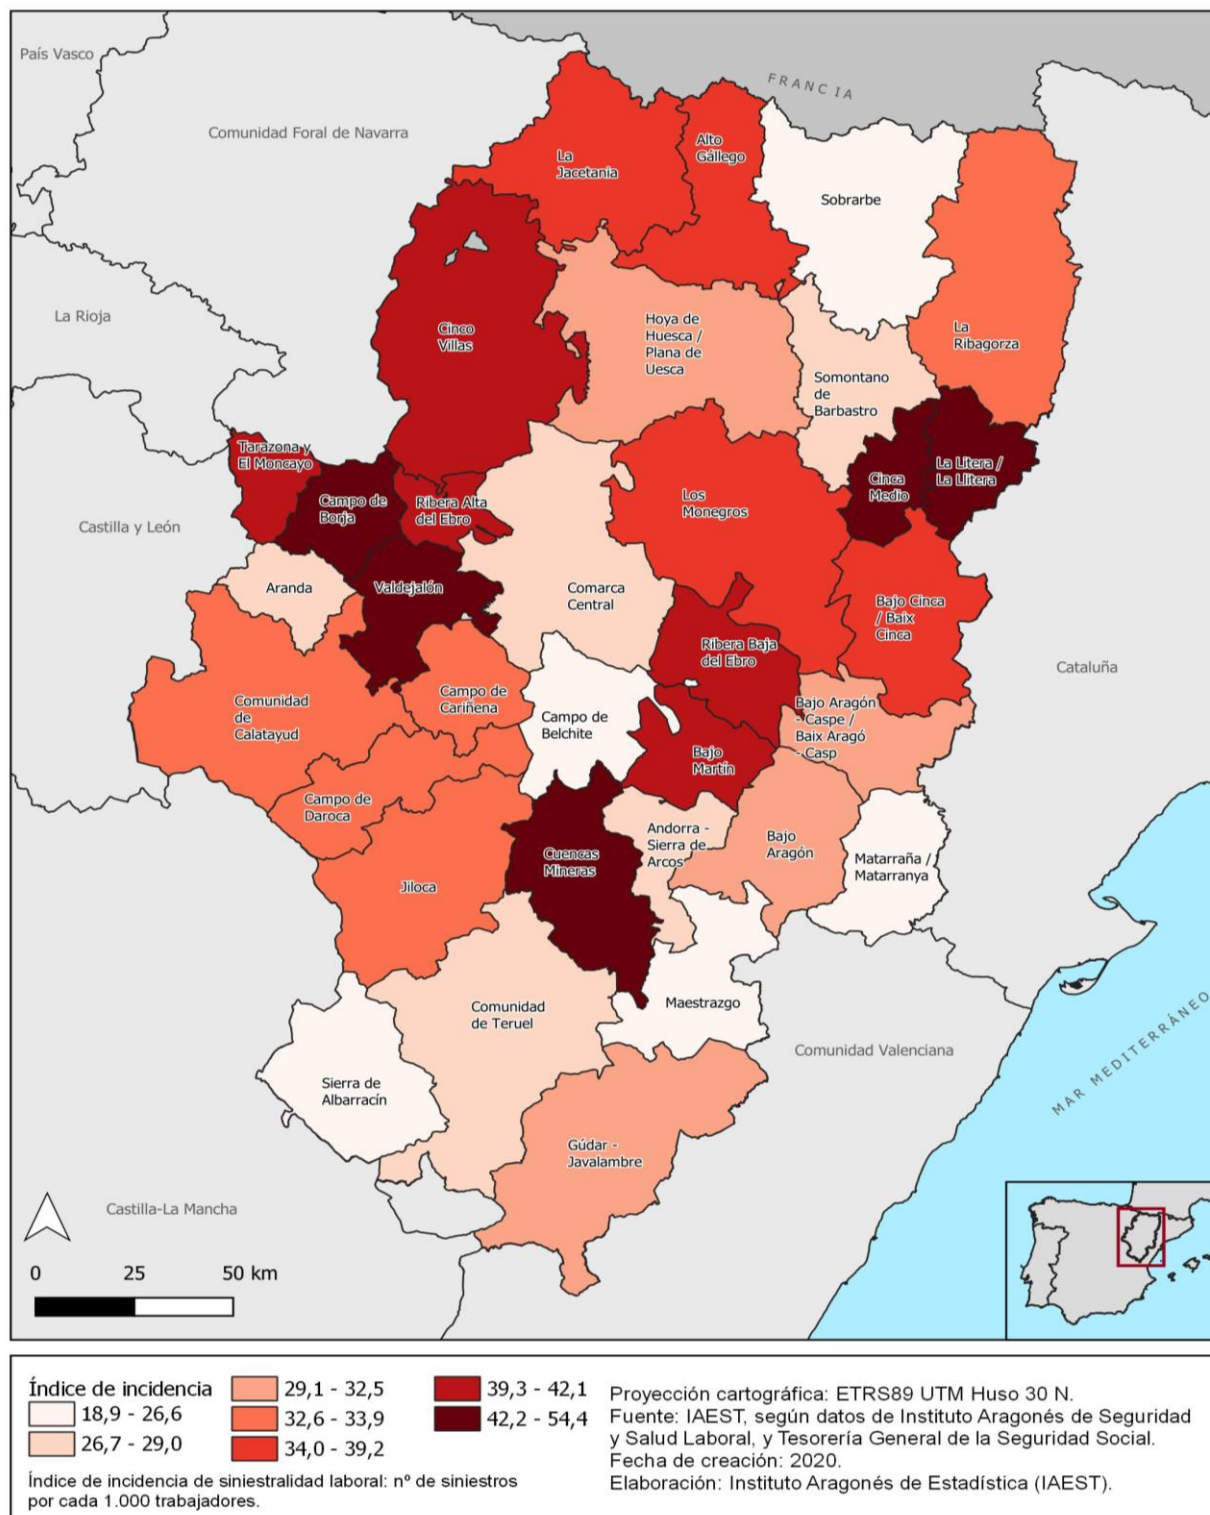 País Vasco
FRANCIA
Comunidad Foral de Navarra
La
Jacetania
Alto
Gállego
Sobrarbe
La Rioja
Cinco
Villas
Hoya de
Huesca /
Plana de
Uesca
La
Ribagorza
Somontano
de
Barbastro
Tarazona y
El Moncayo
Campo de
Borja
Ribera Alta
del Ebro
Los
Monegros
Cinca
Medio
La Litera /
La Llitera
Castilla y León
Aranda
Valdejalón
Comarca
Central
Bajo Cinca
/ Baix
Cinca
Ribera Baja
del Ebro
Cataluña
Comunidad
de
Calatayud
Campo de
Cariñena
Campo de
Belchite
Bajo Aragón
- Caspe /
Baix Aragó
- Casp
Bajo
Martín
Campo de
Daroca
Jiloca
Cuencas
Mineras
Andorra -
Sierra de
Arcos
Bajo
Aragón
Matarraña /
Matarranya
Comunidad
de Teruel
Maestrazgo
Comunidad Valenciana
MAR MEDITERRÁNEO
Sierra de
Albarracín
Gúdar -
Javalambre
Castilla-La Mancha
0 25 50 km
Índice de incidencia
18,9 - 26,6
26,7 - 29,0
29,1 - 32,5
32,6 - 33,9
34,0 - 39,2
39,3 - 42,1
42,2 - 54,4
Índice de incidencia de siniestralidad laboral: nº de siniestros
por cada 1.000 trabajadores.
Proyección cartográfica: ETRS89 UTM Huso 30 N.
Fuente: IAEST, según datos de Instituto Aragonés de Seguridad
y Salud Laboral, y Tesorería General de la Seguridad Social.
Fecha de creación: 2020.
Elaboración: Instituto Aragonés de Estadística (IAEST).